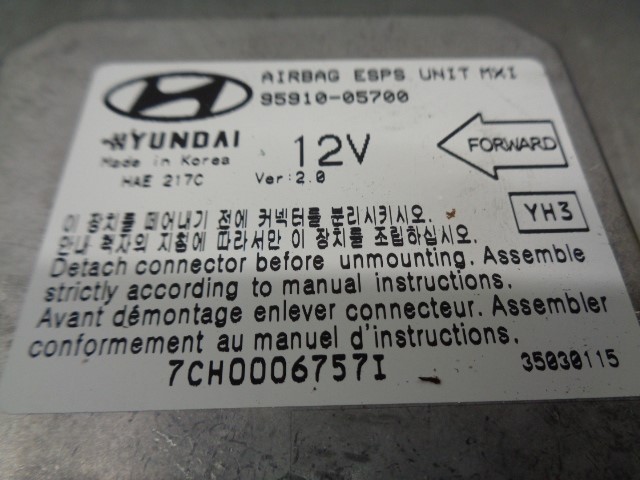 AIRBAG ESPS UNIT MXI
95910-05700
HYUNDAI
Made in Korea
HAE 217C
12V
Ver:2.0
FORWARD
YH3
이 장치를 떼어내기 전에 커넥터를 분리시키시오.
안내 책자의 지침에 따라서만 이 장치를 조립하십시오.
Detach connector before unmounting. Assemble
strictly according to manual instructions.
Avant démontage enlever connecteur. Assembler
conformement au manuel d'instructions.
7CH0006757I
35030115